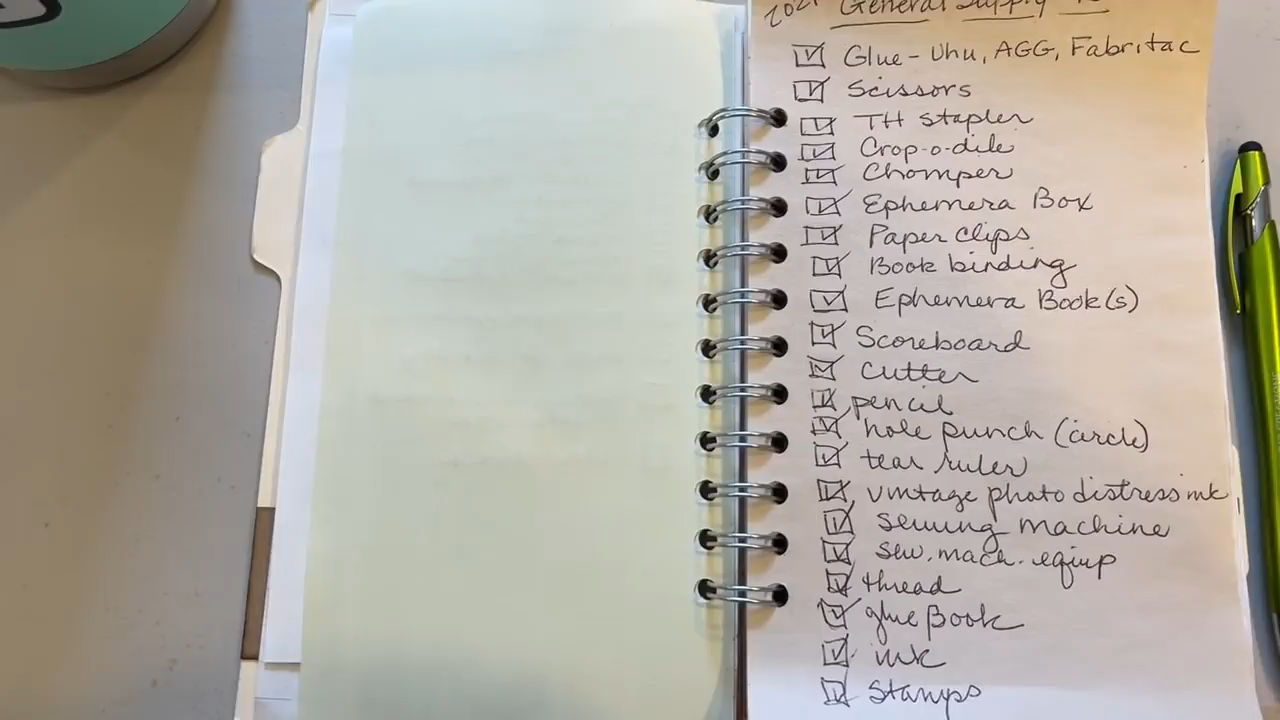 2021 General Supply
Glue - Uhu, AGG, Fabritac
Scissors
TH stapler
Crop-o-dile
Chomper
Ephemera Box
Paper clips
Book binding
Ephemera Book(s)
Scoreboard
Cutter
pencil
hole punch (circle)
tear ruler
vintage photo distress ink
sewing machine
sew. mach. equip
thread
glue Book
ink
Stamps